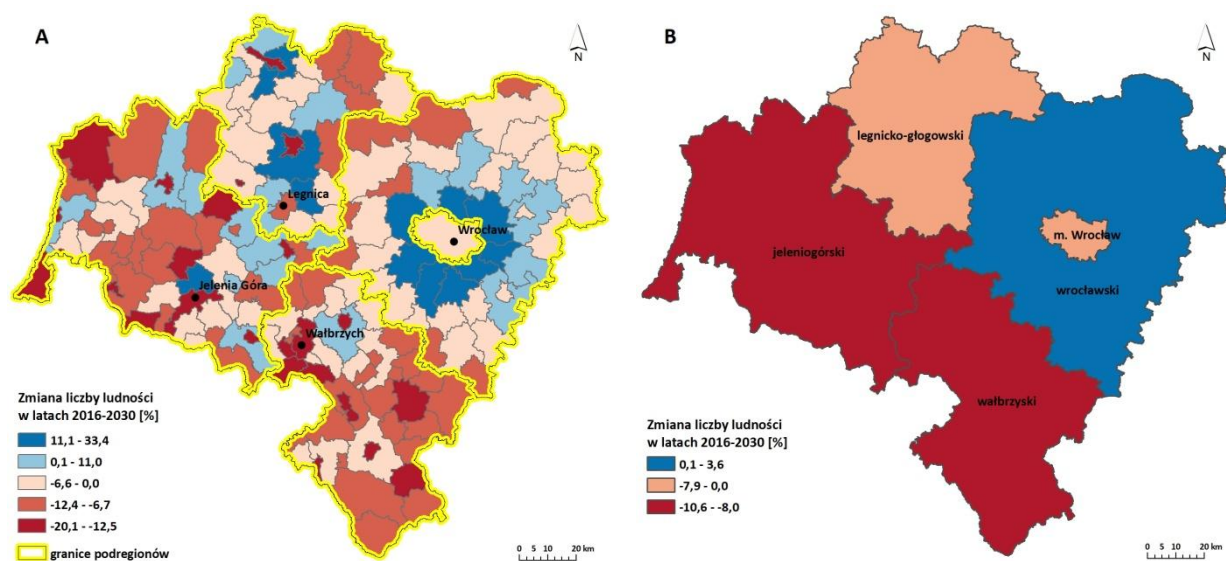 A
N
Legnica
Wrocław
Jelenia Góra
Wałbrzych
Zmiana liczby ludności
w latach 2016-2030 [%]
11,1 - 33,4
0,1 - 11,0
-6,6 - 0,0
-12,4 - -6,7
-20,1 - -12,5
granice podregionów
0 5 10 20 km
B
N
legnicko-głogowski
m. Wrocław
jeleniogórski
wrocławski
wałbrzyski
Zmiana liczby ludności
w latach 2016-2030 [%]
0,1 - 3,6
-7,9 - 0,0
-10,6 - -8,0
0 5 10 20 km